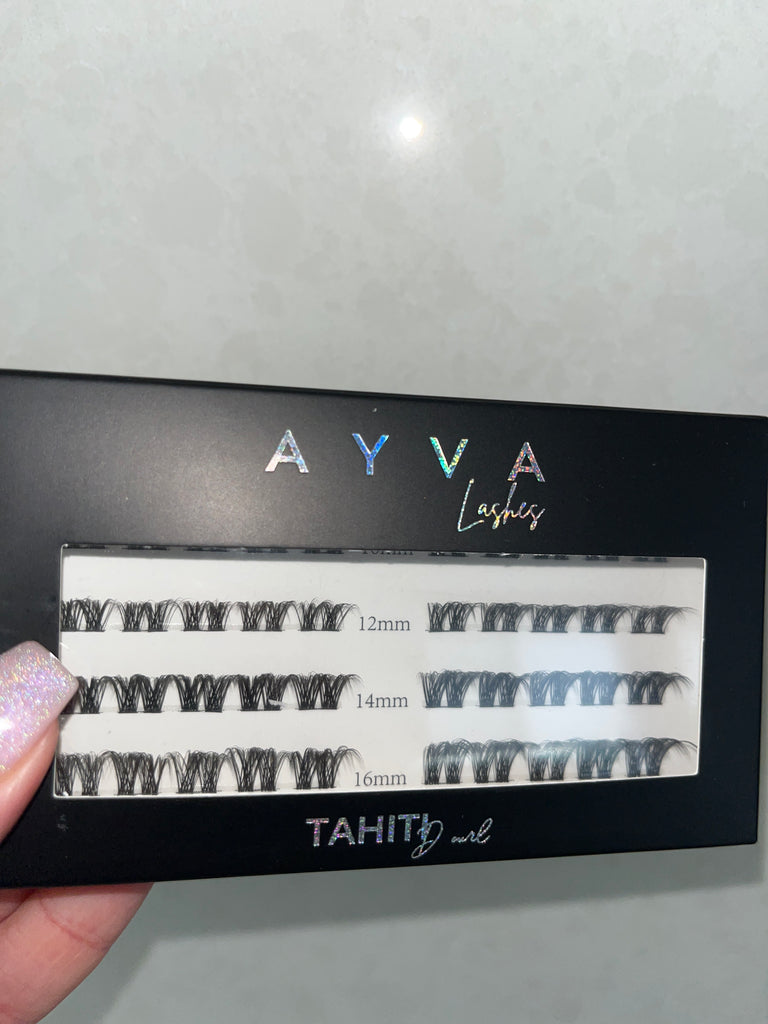 AYVA
Lashes
12mm
14mm
16mm
TAHITI D curl